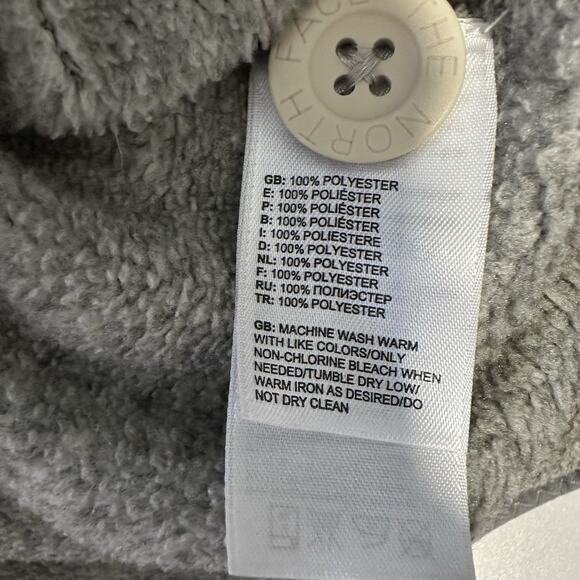 THE NORTH FACE
GB: 100% POLYESTER
E: 100% POLIÉSTER
P: 100% POLIÉSTER
B: 100% POLYESTER
I: 100% POLIESTERE
D: 100% POLYESTER
NL: 100% POLYESTER
F: 100% POLYESTER
RU: 100% ПОЛИЭСТЕР
TR: 100% POLYESTER
GB: MACHINE WASH WARM
WITH LIKE COLORS/ONLY
NON-CHLORINE BLEACH WHEN
NEEDED/TUMBLE DRY LOW/
WARM IRON AS DESIRED/DO
NOT DRY CLEAN